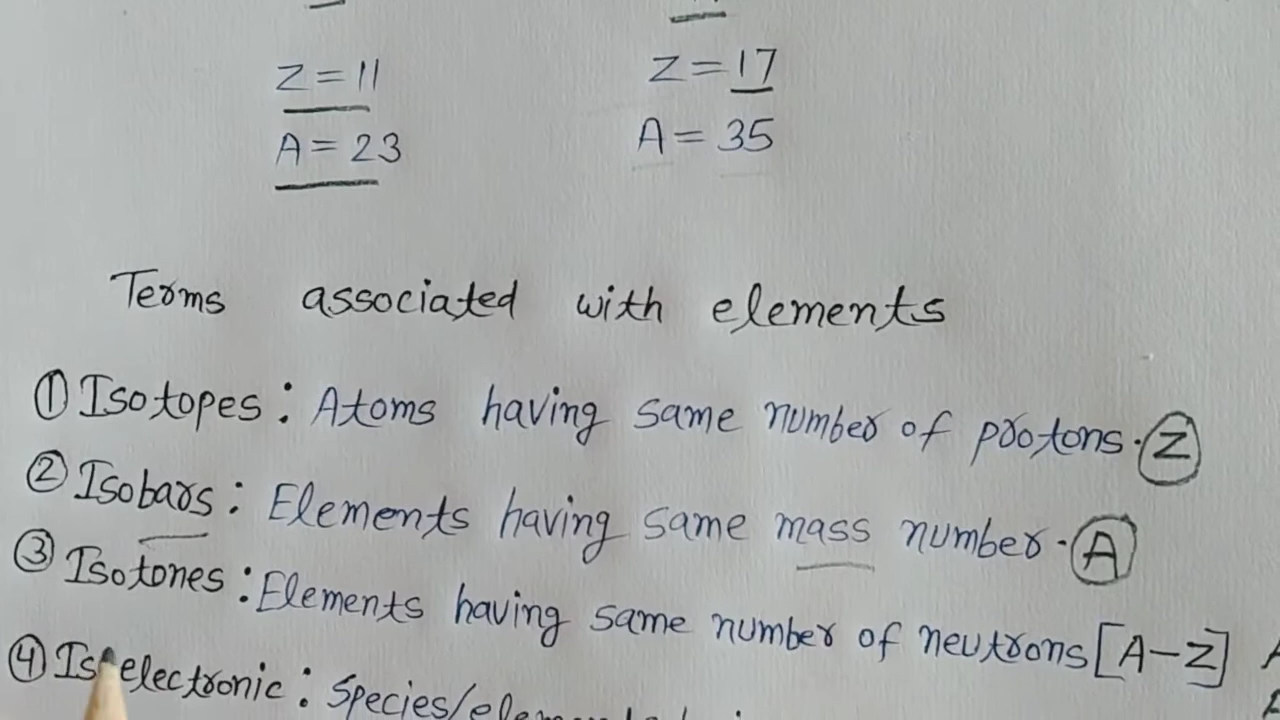 Z = 11 Z = 17
A = 23 A = 35
Terms associated with elements
① Isotopes : Atoms having same number of protons. Z
② Isobars : Elements having same mass number. A
③ Isotones : Elements having same number of neutrons [A-Z]
④ Isoelectronic : Species/